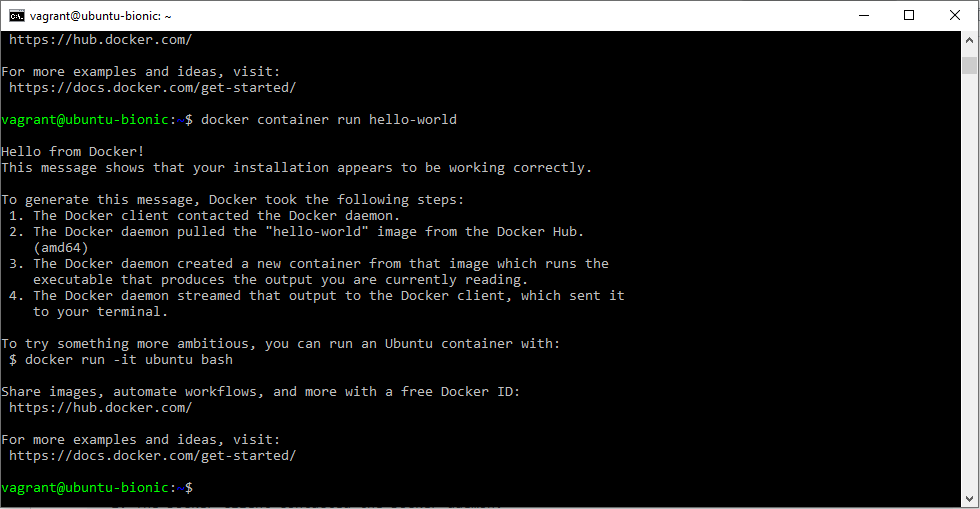 vagrant@ubuntu-bionic: ~
https://hub.docker.com/
For more examples and ideas, visit:
https://docs.docker.com/get-started/
vagrant@ubuntu-bionic:~$ docker container run hello-world
Hello from Docker!
This message shows that your installation appears to be working correctly.
To generate this message, Docker took the following steps:
1. The Docker client contacted the Docker daemon.
2. The Docker daemon pulled the "hello-world" image from the Docker Hub.
(amd64)
3. The Docker daemon created a new container from that image which runs the
executable that produces the output you are currently reading.
4. The Docker daemon streamed that output to the Docker client, which sent it
to your terminal.
To try something more ambitious, you can run an Ubuntu container with:
$ docker run -it ubuntu bash
Share images, automate workflows, and more with a free Docker ID:
https://hub.docker.com/
For more examples and ideas, visit:
https://docs.docker.com/get-started/
vagrant@ubuntu-bionic:~$